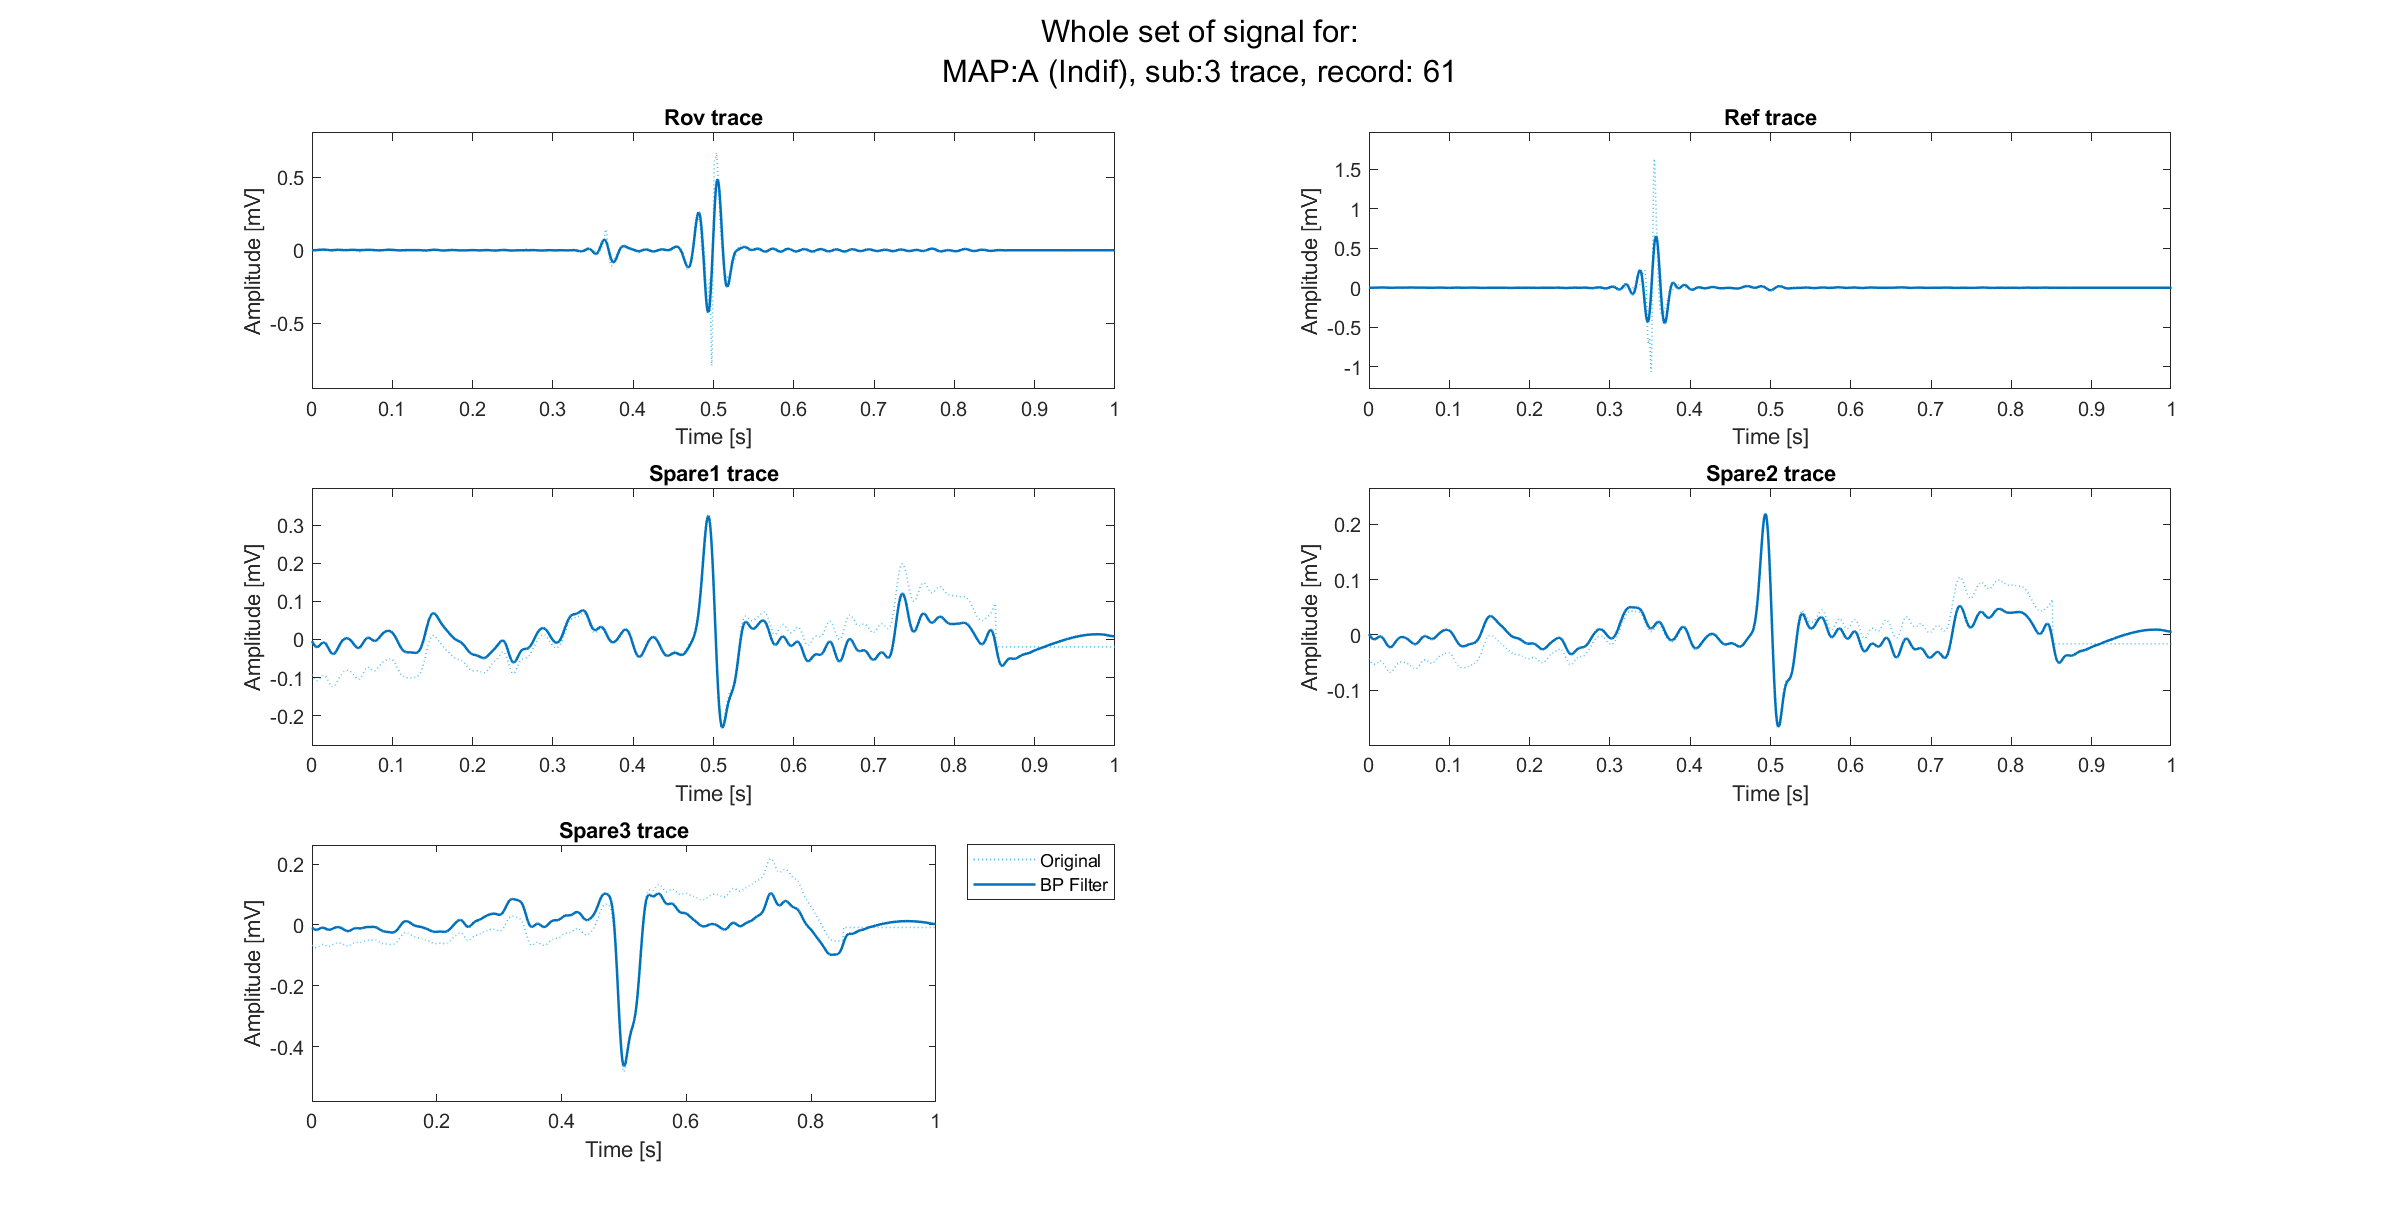 Whole set of signal for:
MAP:A (Indif), sub:3 trace, record: 61
Rov trace
Amplitude [mV]
0.5
0
-0.5
0 0.1 0.2 0.3 0.4 0.5 0.6 0.7 0.8 0.9 1
Time [s]
Ref trace
Amplitude [mV]
1.5
1
0.5
0
-0.5
-1
0 0.1 0.2 0.3 0.4 0.5 0.6 0.7 0.8 0.9 1
Time [s]
Spare1 trace
Amplitude [mV]
0.3
0.2
0.1
0
-0.1
-0.2
0 0.1 0.2 0.3 0.4 0.5 0.6 0.7 0.8 0.9 1
Time [s]
Spare2 trace
Amplitude [mV]
0.2
0.1
0
-0.1
0 0.1 0.2 0.3 0.4 0.5 0.6 0.7 0.8 0.9 1
Time [s]
Spare3 trace
Amplitude [mV]
0.2
0
-0.2
-0.4
0 0.2 0.4 0.6 0.8 1
Time [s]
Original
BP Filter